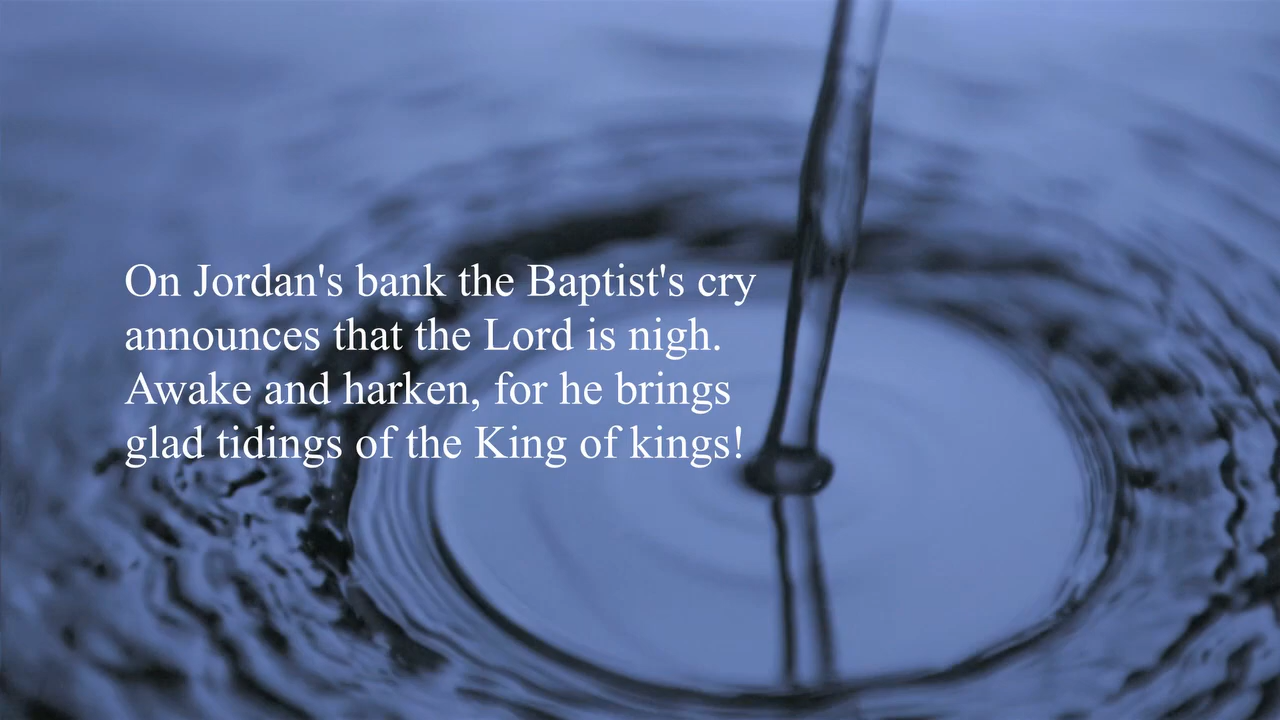 On Jordan's bank the Baptist's cry
announces that the Lord is nigh.
Awake and harken, for he brings
glad tidings of the King of kings!